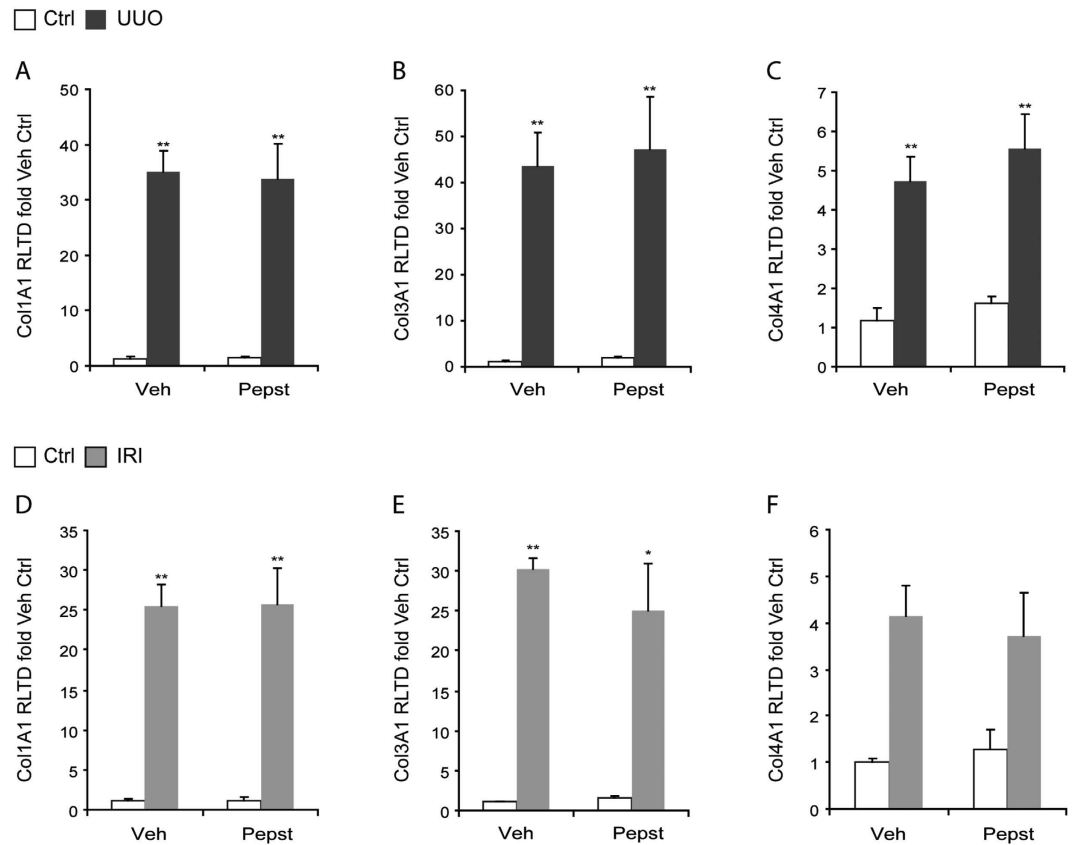 Ctrl UUO
A
Col1A1 RLTD fold Veh Ctrl
50
40
30
20
10
0
**
**
Veh Pepst
B
Col3A1 RLTD fold Veh Ctrl
60
50
40
30
20
10
0
**
**
Veh Pepst
C
Col4A1 RLTD fold Veh Ctrl
7
6
5
4
3
2
1
0
**
**
Veh Pepst
Ctrl IRI
D
Col1A1 RLTD fold Veh Ctrl
35
30
25
20
15
10
5
0
**
**
Veh Pepst
E
Col3A1 RLTD fold Veh Ctrl
35
30
25
20
15
10
5
0
**
*
Veh Pepst
F
Col4A1 RLTD fold Veh Ctrl
6
5
4
3
2
1
0
Veh Pepst